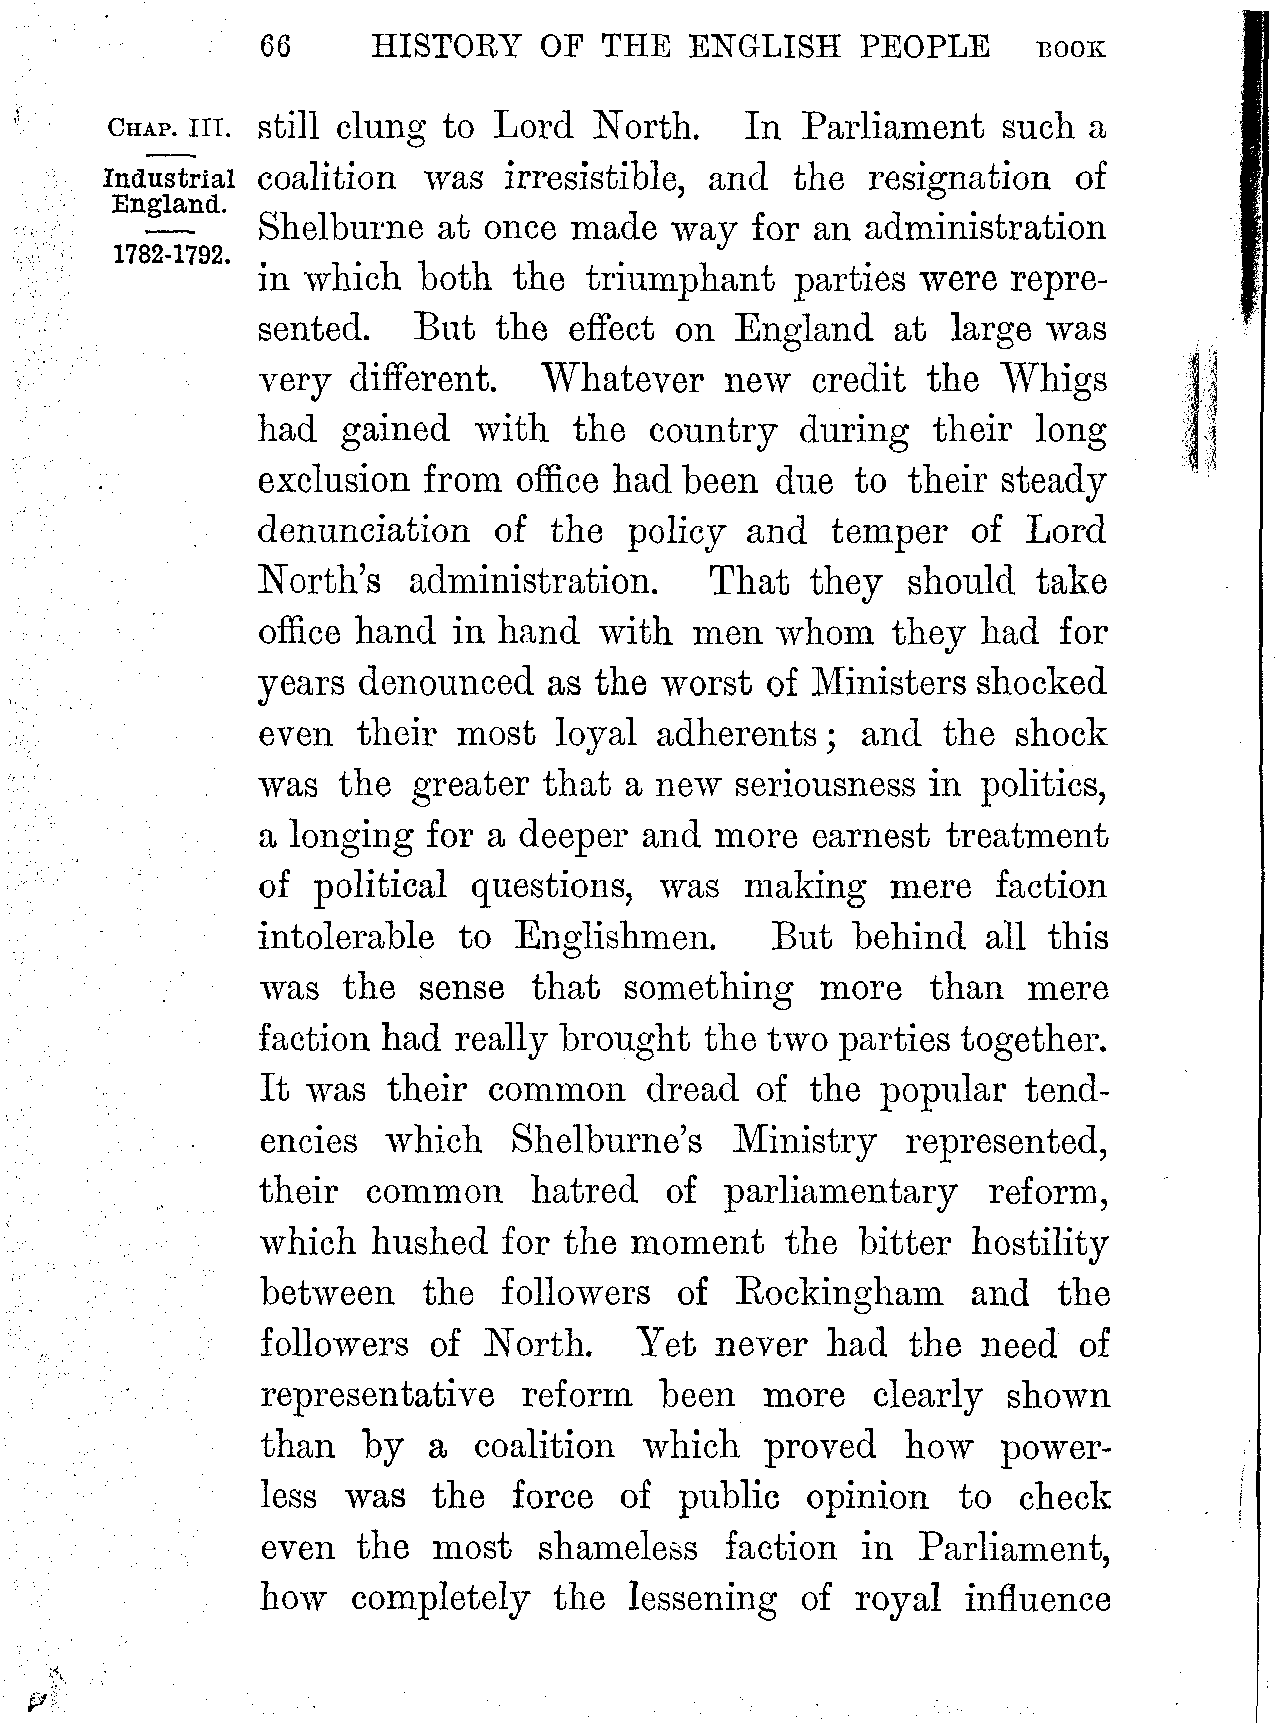 66 HISTORY OF THE ENGLISH PEOPLE BOOK
CHAP. III.
Industrial
England.
1782-1792.
still clung to Lord North. In Parliament such a
coalition was irresistible, and the resignation of
Shelburne at once made way for an administration
in which both the triumphant parties were repre-
sented. But the effect on England at large was
very different. Whatever new credit the Whigs
had gained with the country during their long
exclusion from office had been due to their steady
denunciation of the policy and temper of Lord
North's administration. That they should take
office hand in hand with men whom they had for
years denounced as the worst of Ministers shocked
even their most loyal adherents; and the shock
was the greater that a new seriousness in politics,
a longing for a deeper and more earnest treatment
of political questions, was making mere faction
intolerable to Englishmen. But behind all this
was the sense that something more than mere
faction had really brought the two parties together.
It was their common dread of the popular tend-
encies which Shelburne's Ministry represented,
their common hatred of parliamentary reform,
which hushed for the moment the bitter hostility
between the followers of Rockingham and the
followers of North. Yet never had the need of
representative reform been more clearly shown
than by a coalition which proved how power-
less was the force of public opinion to check
even the most shameless faction in Parliament,
how completely the lessening of royal influence